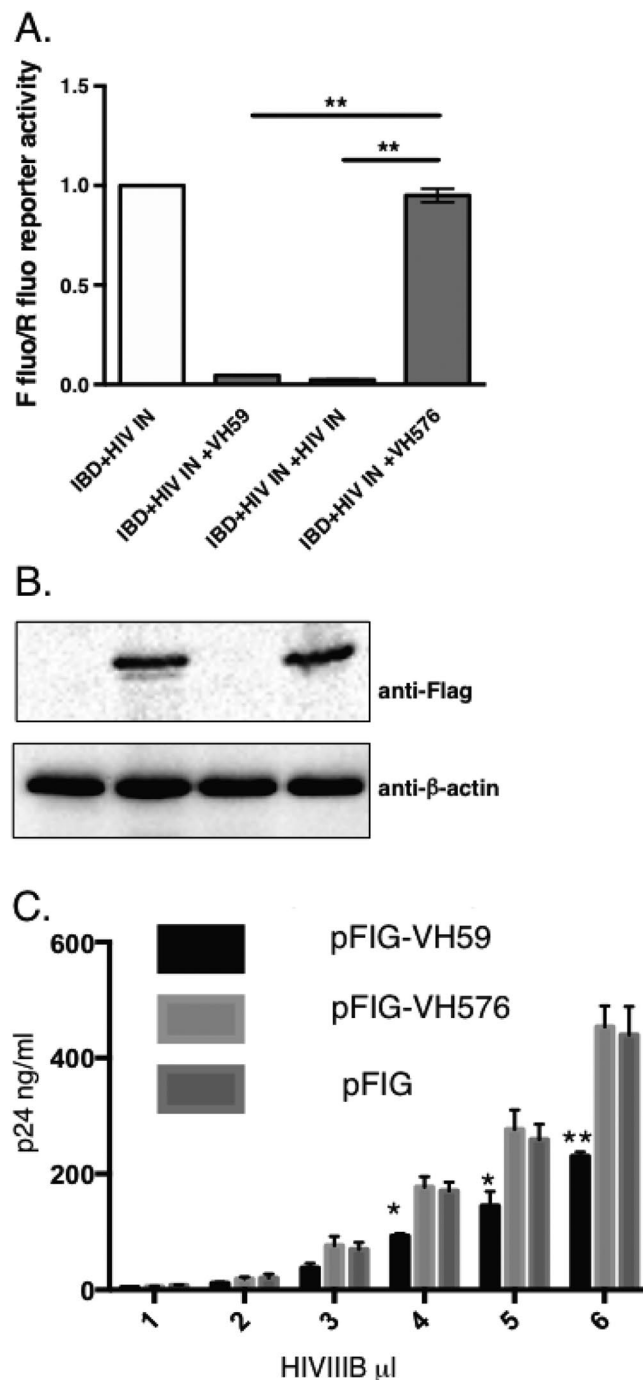 A.
F fluo/R fluo reporter activity
1.5
1.0
0.5
0.0
**
**
IBD+HIV IN
IBD+HIV IN +VH59
IBD+HIV IN +HIV IN
IBD+HIV IN +VH576
B.
anti-Flag
anti-β-actin
C.
p24 ng/ml
600
400
200
0
pFIG-VH59
pFIG-VH576
pFIG
*
*
**
1
2
3
4
5
6
HIVIIIB µl